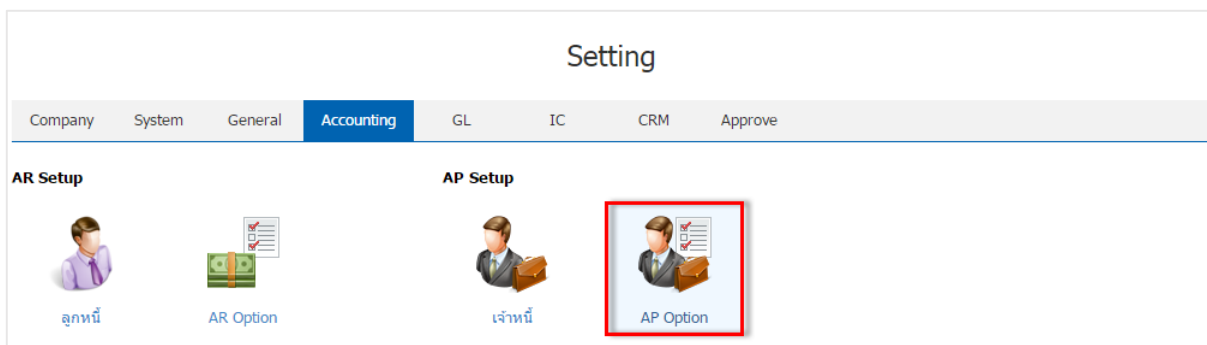 Setting
Company System General Accounting GL IC CRM Approve
AR Setup AP Setup
ลูกหนี้ AR Option เจ้าหนี้ AP Option